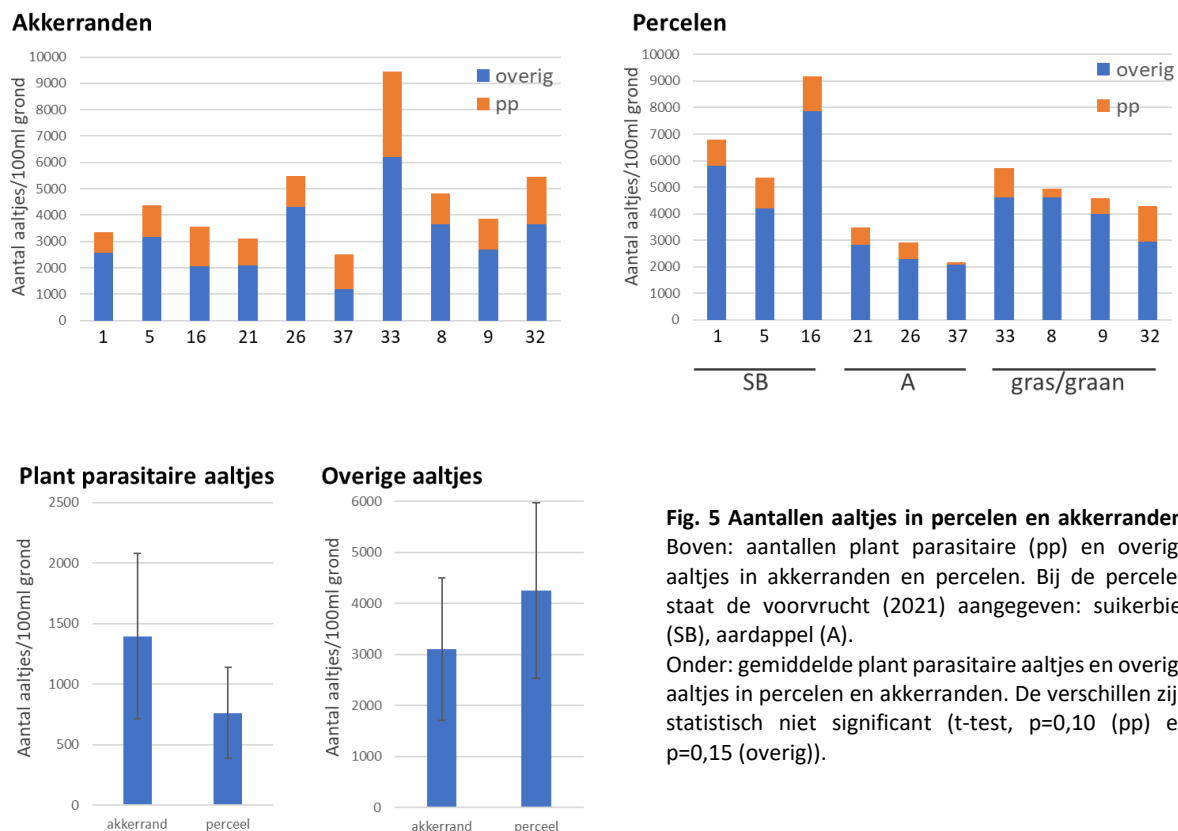 Akkerranden
Aantal aaltjes/100ml grond
10000
9000
8000
7000
6000
5000
4000
3000
2000
1000
0
overig
pp
1 5 16 21 26 37 33 8 9 32
Percelen
Aantal aaltjes/100ml grond
10000
9000
8000
7000
6000
5000
4000
3000
2000
1000
0
overig
pp
1 5 16 21 26 37 33 8 9 32
SB A gras/graan
Plant parasitaire aaltjes
Aantal aaltjes/100ml grond
2500
2000
1500
1000
500
0
akkerrand perceel
Overige aaltjes
Aantal aaltjes/100ml grond
6000
5000
4000
3000
2000
1000
0
akkerrand perceel
Fig. 5 Aantallen aaltjes in percelen en akkerranden
Boven: aantallen plant parasitaire (pp) en overig
aaltjes in akkerranden en percelen. Bij de percele
staat de voorvrucht (2021) aangegeven: suikerbie
(SB), aardappel (A).
Onder: gemiddelde plant parasitaire aaltjes en overig
aaltjes in percelen en akkerranden. De verschillen zij
statistisch niet significant (t-test, p=0,10 (pp) e
p=0,15 (overig)).